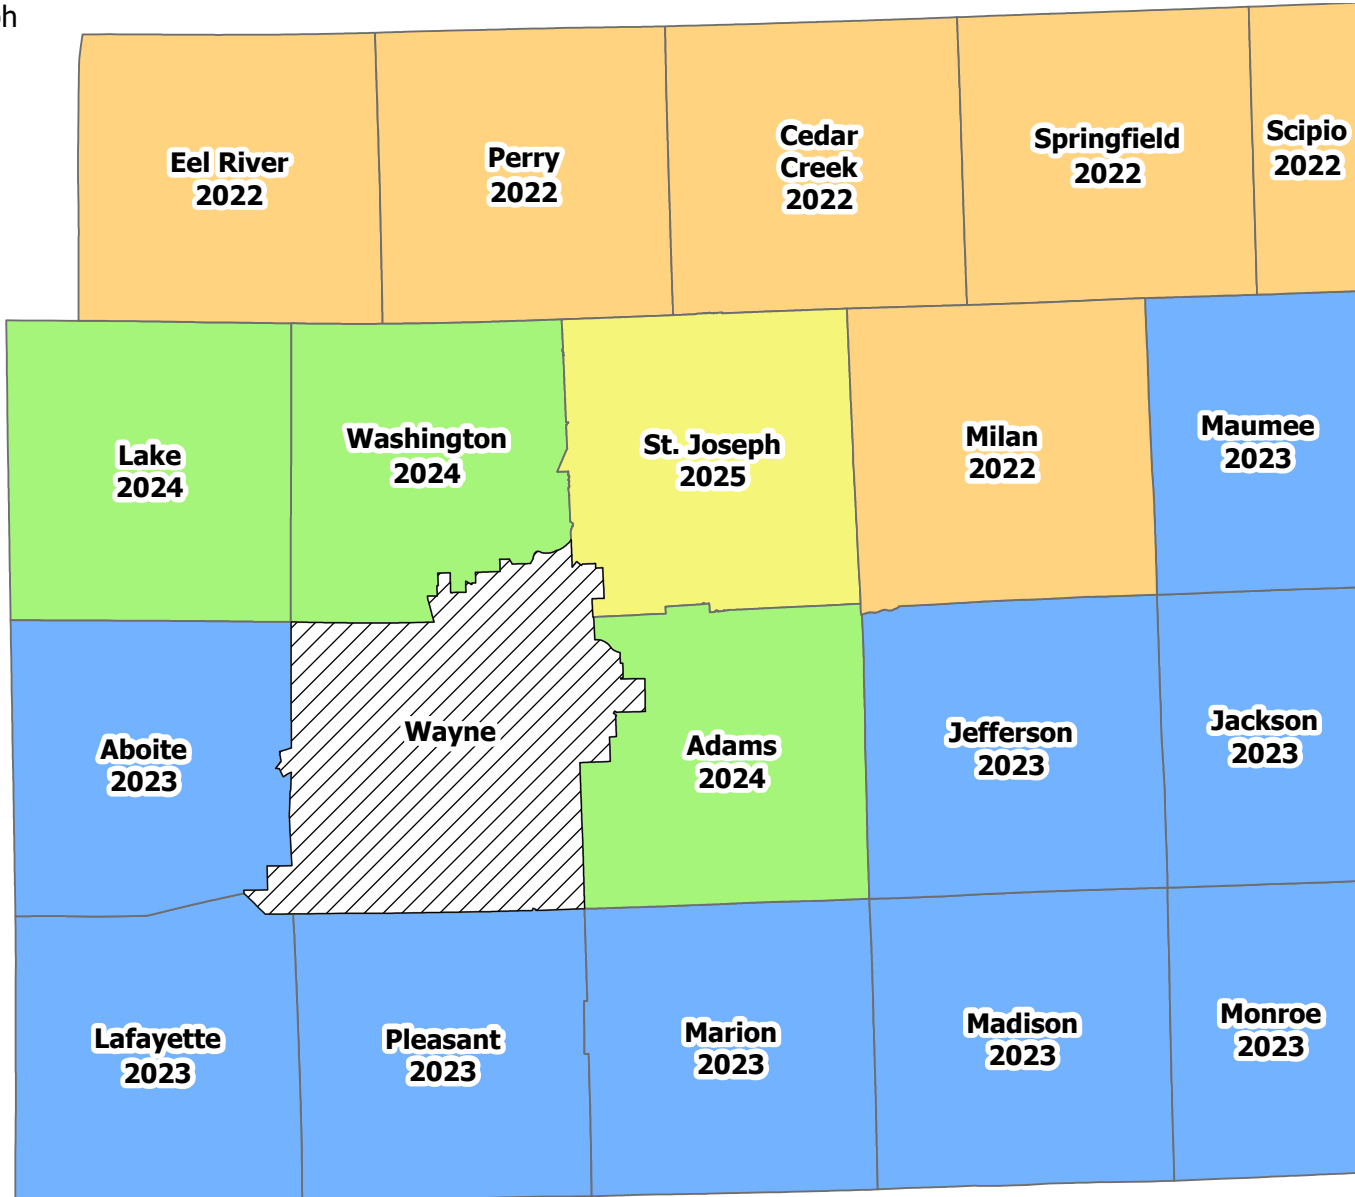 Eel River
2022
Perry
2022
Cedar
Creek
2022
Springfield
2022
Scipio
2022
Lake
2024
Washington
2024
St. Joseph
2025
Milan
2022
Maumee
2023
Aboite
2023
Wayne
Adams
2024
Jefferson
2023
Jackson
2023
Lafayette
2023
Pleasant
2023
Marion
2023
Madison
2023
Monroe
2023